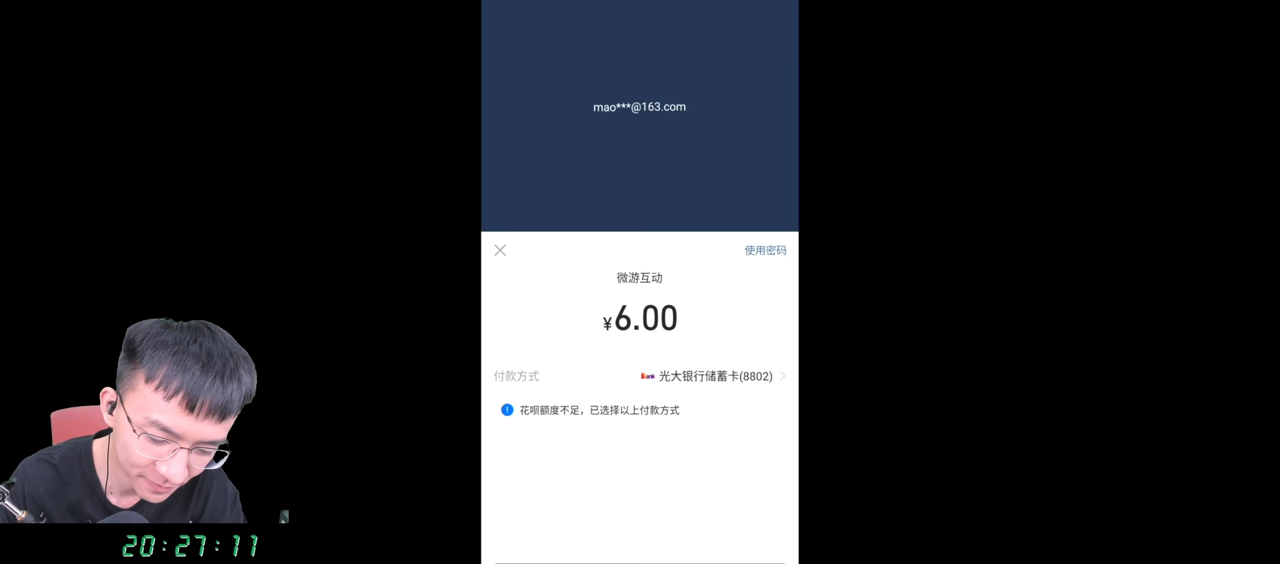 mao***@163.com
使用密码
微游互动
¥6.00
付款方式 光大银行储蓄卡(8802)
花呗额度不足，已选择以上付款方式
20:27:11